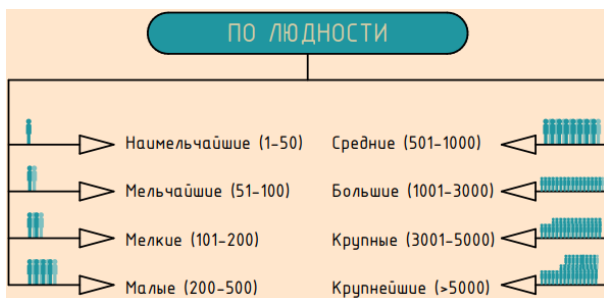 ПО ЛЮДНОСТИ
Наимельчайшие (1-50)
Мельчайшие (51-100)
Мелкие (101-200)
Малые (200-500)
Средние (501-1000)
Большие (1001-3000)
Крупные (3001-5000)
Крупнейшие (>5000)